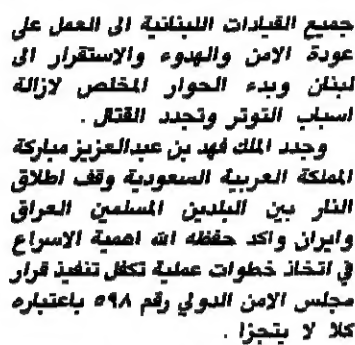 جميع القيادات اللبنانية الى العمل على
عودة الامن والهدوء والاستقرار الى
لبنان وبدء الحوار المخلص لازالة
اسباب التوتر وتجدد القتال .
وجدد الملك فهد بن عبدالعزيز مباركة
المملكة العربية السعودية وقف اطلاق
النار بين البلدين المسلمين العراق
وايران واكد حفظه الله اهمية الاسراع
في اتخاذ خطوات عملية تكفل تنفيذ قرار
مجلس الامن الدولي رقم ٥٩٨ باعتباره
كلا لا يتجزا .